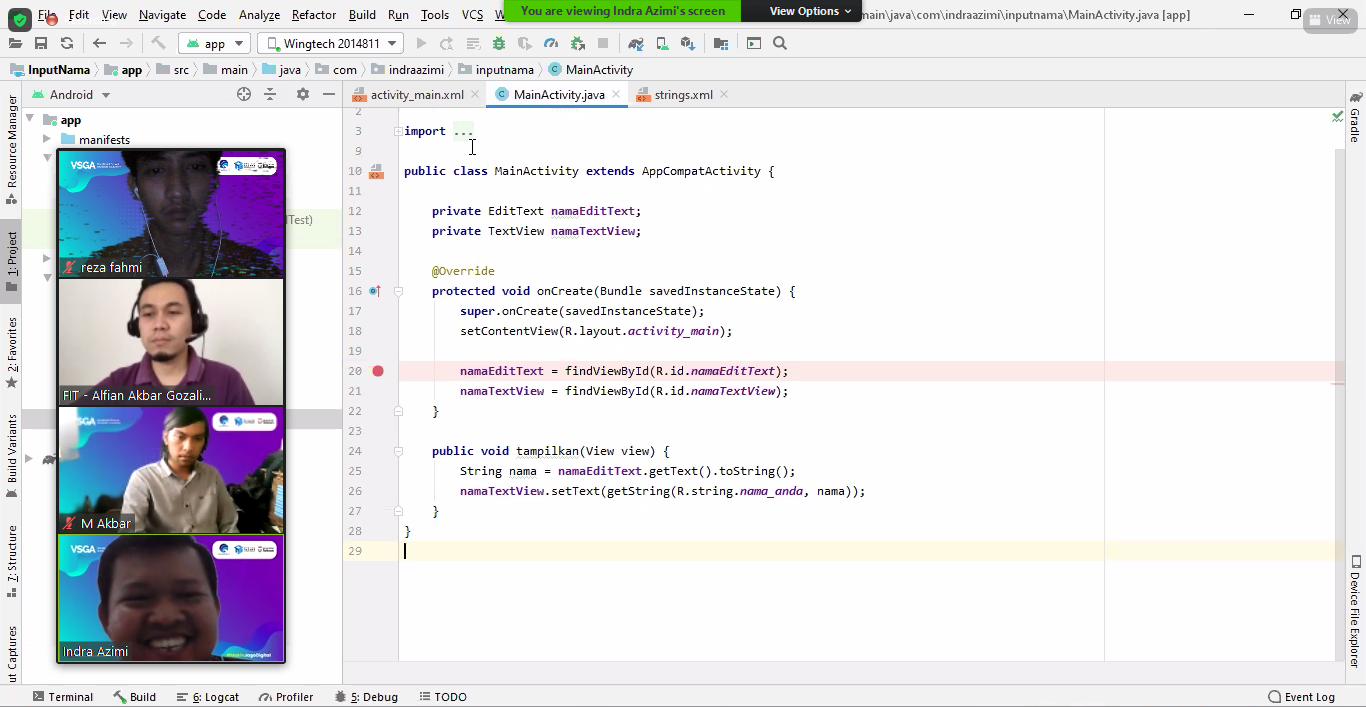 File Edit View Navigate Code Analyze Refactor Build Run Tools VCS
You are viewing Indra Azimi's screen
View Options
main\java\com\indraazimi\inputnama\MainActivity.java [app]
View
app
Wingtech 2014811
InputNama
app
src
main
java
com
indraazimi
inputnama
MainActivity
Android
activity_main.xml
MainActivity.java
strings.xml
app
manifests
Test)
Resource Manager
1: Project
2: Favorites
Build Variants
7: Structure
ut Captures
VSGA
reza fahmi
FIT - Alfian Akbar Gozali...
VSGA
M Akbar
VSGA
Indra Azimi
2
3 import ...
9
10 public class MainActivity extends AppCompatActivity {
11
12 private EditText namaEditText;
13 private TextView namaTextView;
14
15 @Override
16 protected void onCreate(Bundle savedInstanceState) {
17 super.onCreate(savedInstanceState);
18 setContentView(R.layout.activity_main);
19
20 namaEditText = findViewById(R.id.namaEditText);
21 namaTextView = findViewById(R.id.namaTextView);
22 }
23
24 public void tampilkan(View view) {
25 String nama = namaEditText.getText().toString();
26 namaTextView.setText(getString(R.string.nama_anda, nama));
27 }
28 }
29
Gradle
Device File Explorer
Terminal
Build
6: Logcat
Profiler
5: Debug
TODO
Event Log